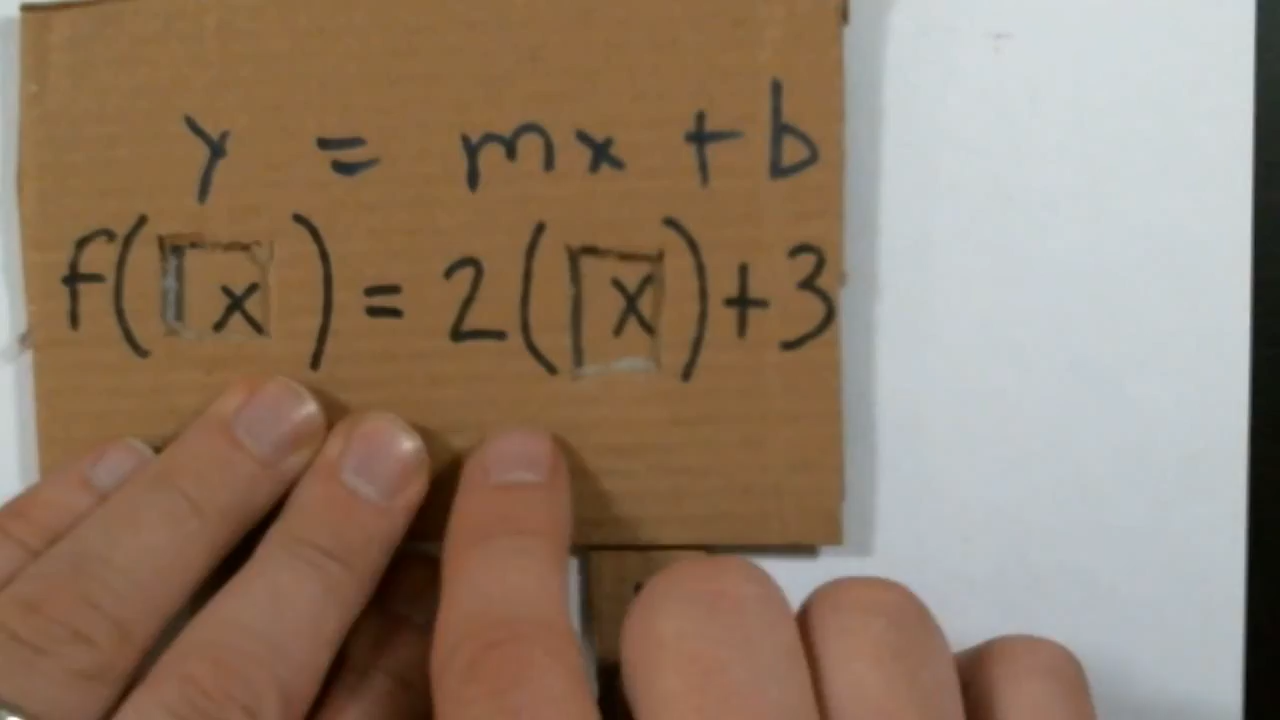 y = mx + b
f(x) = 2(x)+3